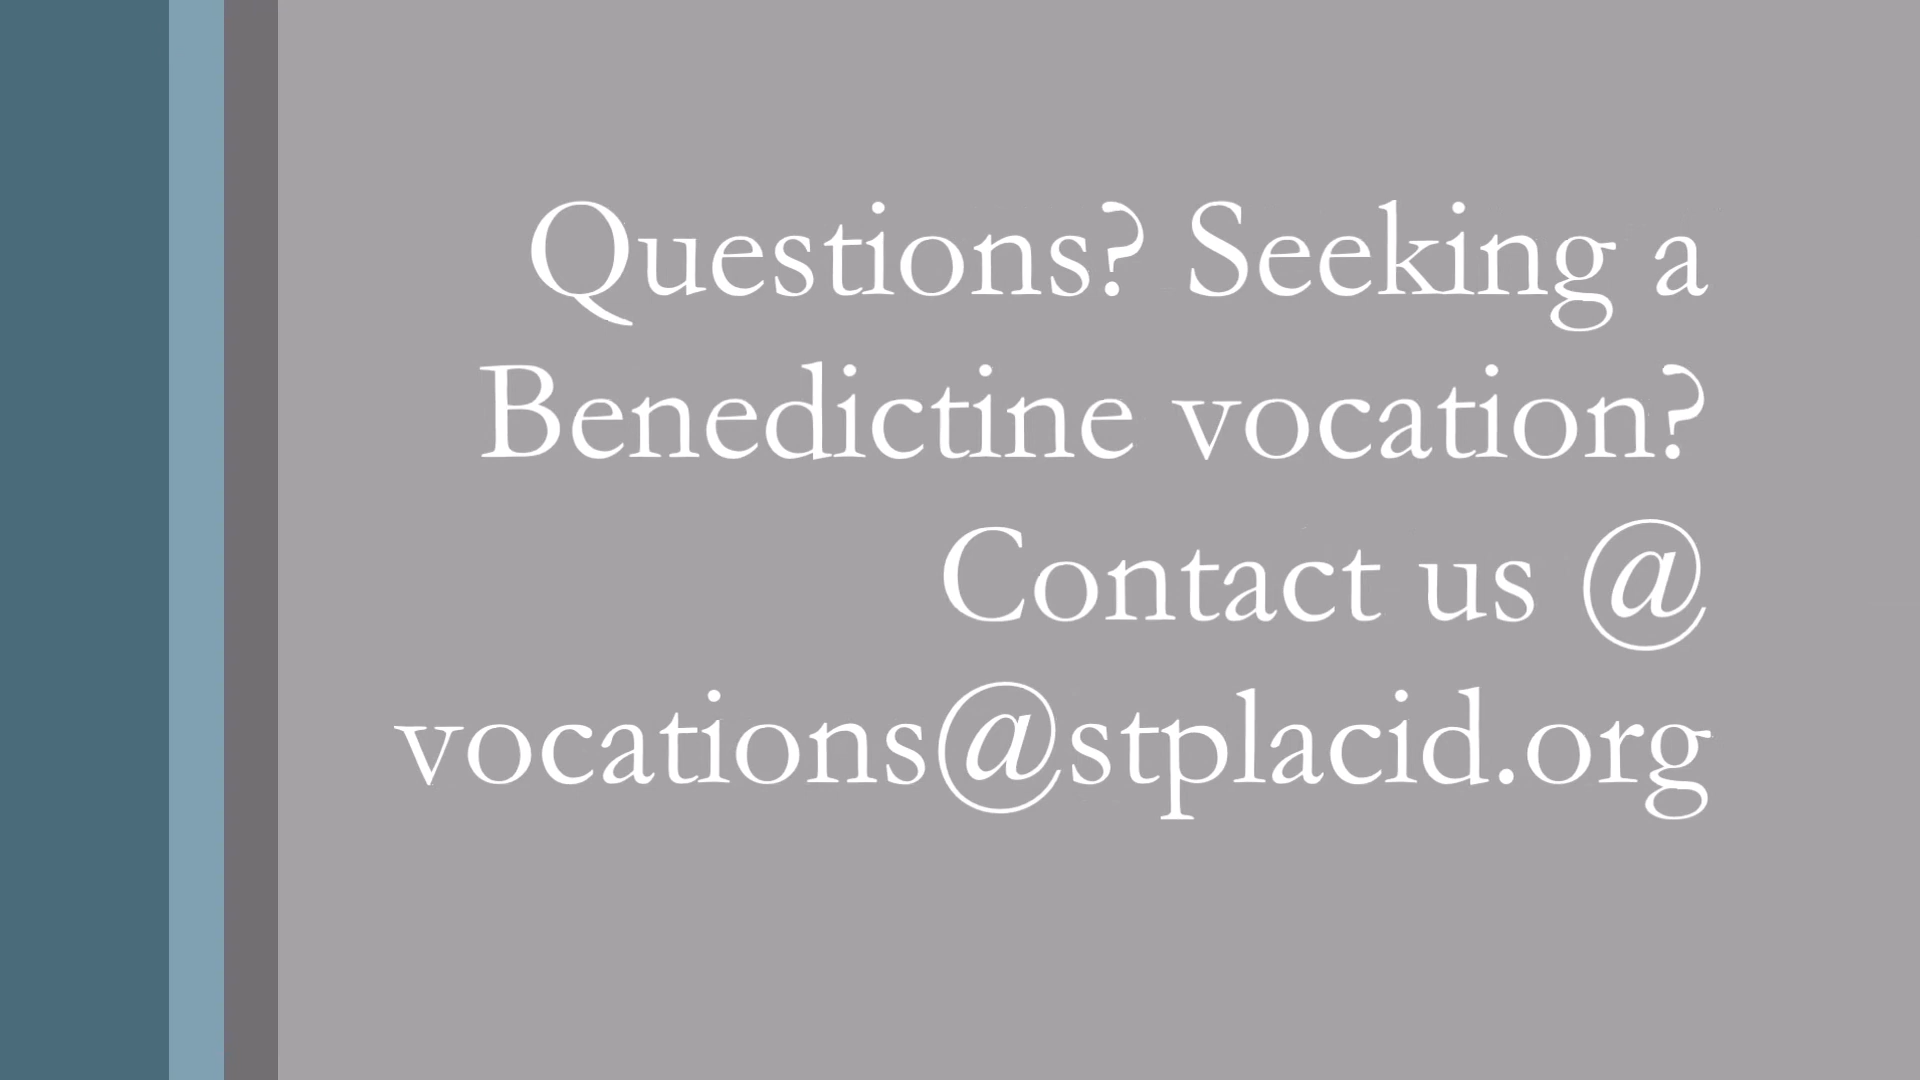 Questions? Seeking a
Benedictine vocation?
Contact us @
vocations@stplacid.org